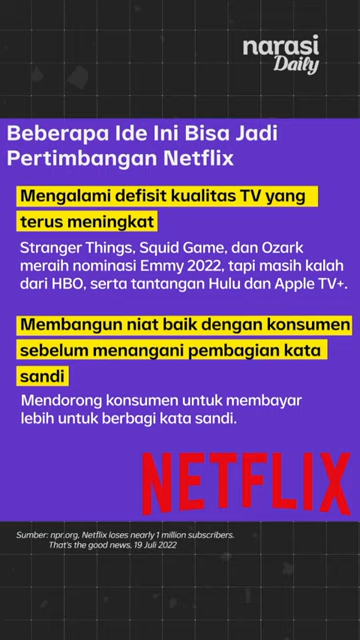 narasi
Daily
Beberapa Ide Ini Bisa Jadi
Pertimbangan Netflix
Mengalami defisit kualitas TV yang
terus meningkat
Stranger Things, Squid Game, dan Ozark
meraih nominasi Emmy 2022, tapi masih kalah
dari HBO, serta tantangan Hulu dan Apple TV+.
Membangun niat baik dengan konsumen
sebelum menangani pembagian kata
sandi
Mendorong konsumen untuk membayar
lebih untuk berbagi kata sandi.
NETFLIX
Sumber: npr.org, Netflix loses nearly 1 million subscribers.
That's the good news, 19 Juli 2022